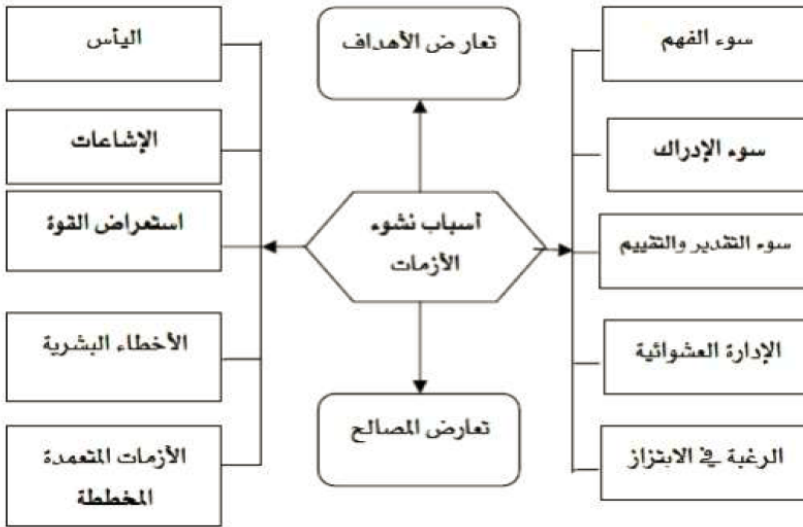 تعارض الأهداف
سوء الفهم
سوء الإدراك
سوء التقدير والتقييم
الإدارة العشوائية
الرغبة في الابتزاز
أسباب نشوء
الأزمات
تعارض المصالح
اليأس
الإشاعات
استعراض القوة
الأخطاء البشرية
الأزمات المتعمدة
المخططة